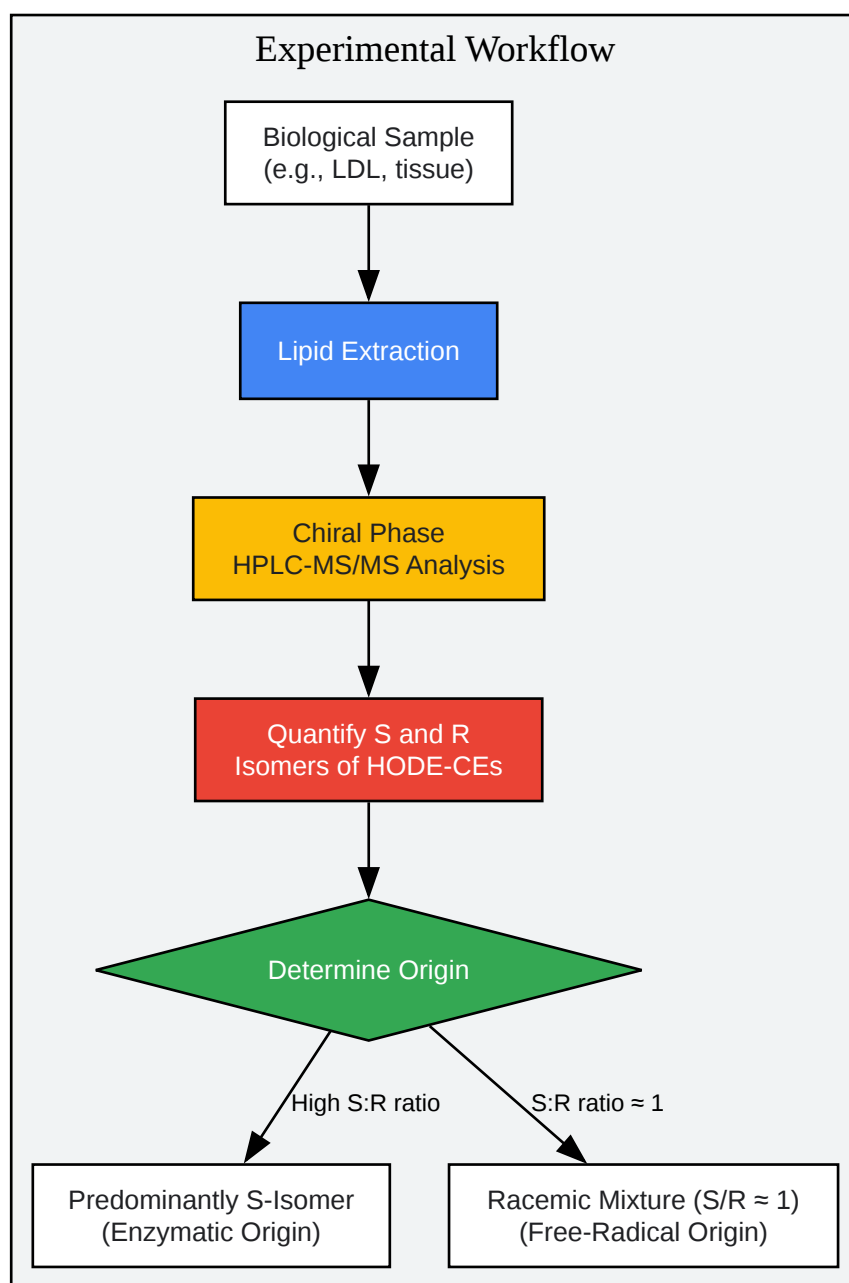 Experimental Workflow
Biological Sample
(e.g., LDL, tissue)
Lipid Extraction
Chiral Phase
HPLC-MS/MS Analysis
Quantify S and R
Isomers of HODE-CEs
Determine Origin
High S:R ratio
S:R ratio ≈ 1
Predominantly S-Isomer
(Enzymatic Origin)
Racemic Mixture (S/R ≈ 1)
(Free-Radical Origin)